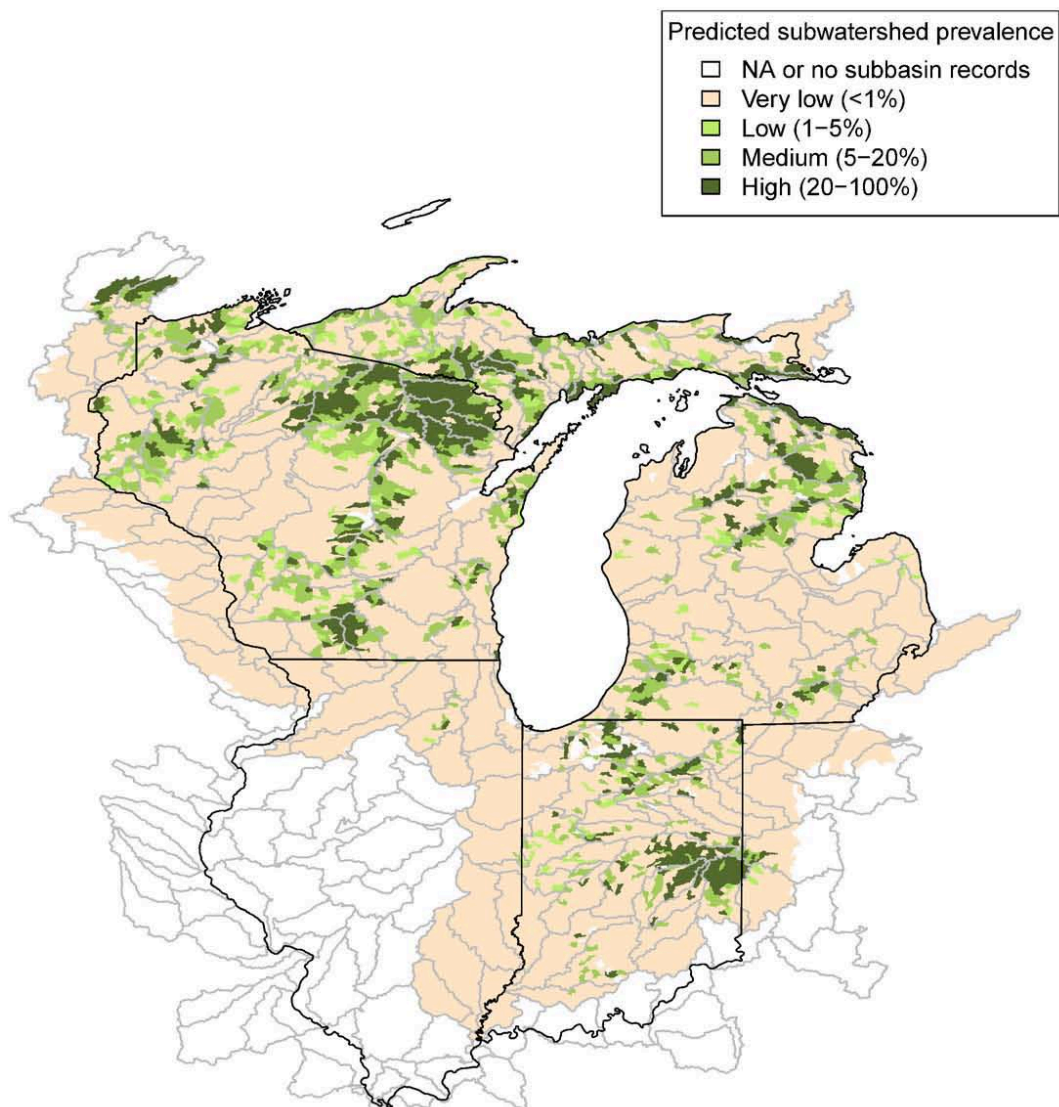 Predicted subwatershed prevalence
NA or no subbasin records
Very low (<1%)
Low (1−5%)
Medium (5−20%)
High (20−100%)